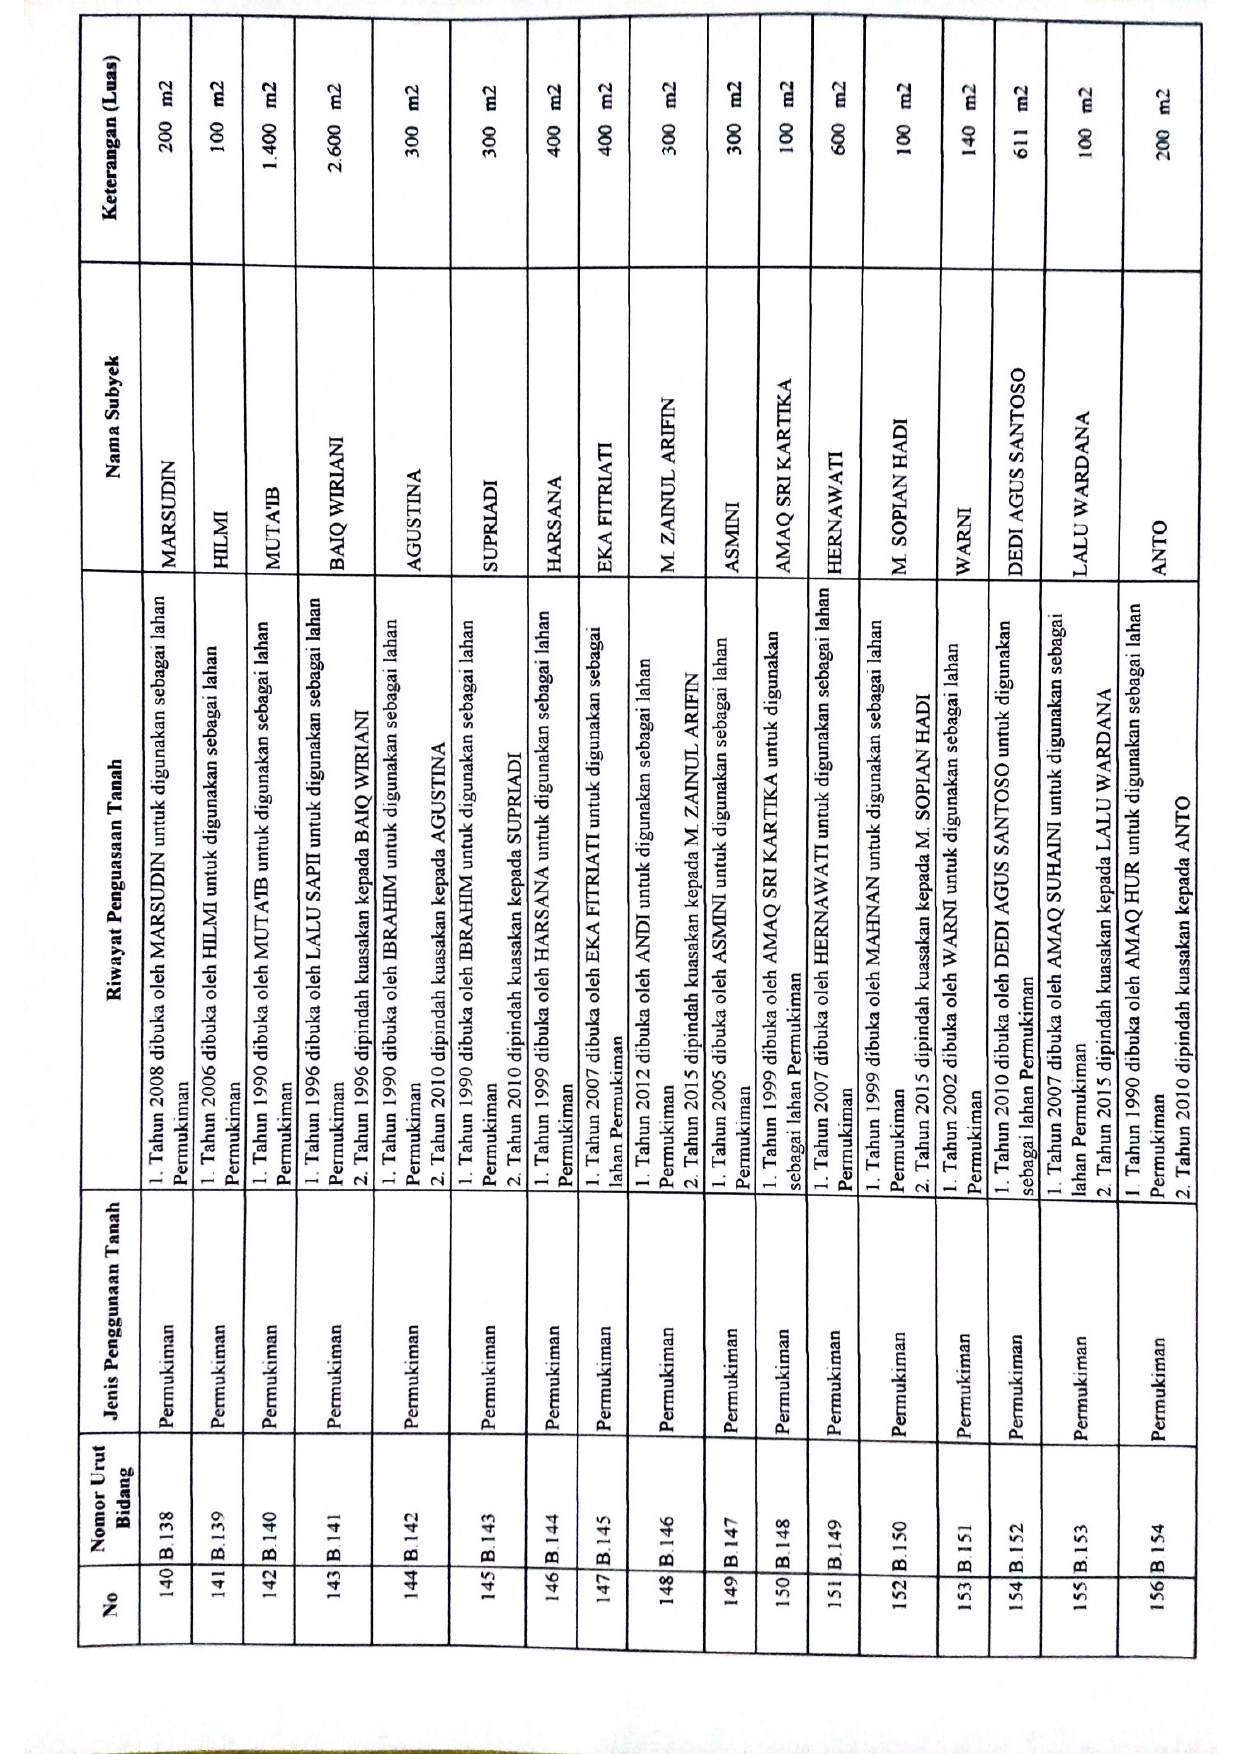 No | Nomor Urut Bidang | Jenis Penggunaan Tanah | Riwayat Penguasaan Tanah | Nama Subyek | Keterangan (Luas)
140 B.138 Permukiman 1. Tahun 2008 dibuka oleh MARSUDIN untuk digunakan sebagai lahan
Permukiman MARSUDIN 200 m2
141 B.139 Permukiman 1. Tahun 2006 dibuka oleh HILMI untuk digunakan sebagai lahan
Permukiman HILMI 100 m2
142 B.140 Permukiman 1. Tahun 1990 dibuka oleh MUTA'IB untuk digunakan sebagai lahan
Permukiman MUTA'IB 1.400 m2
143 B.141 Permukiman 1. Tahun 1996 dibuka oleh LALU SAPII untuk digunakan sebagai lahan
Permukiman
2. Tahun 1996 dipindah kuasakan kepada BAIQ WIRIANI BAIQ WIRIANI 2.600 m2
144 B.142 Permukiman 1. Tahun 1990 dibuka oleh IBRAHIM untuk digunakan sebagai lahan
Permukiman
2. Tahun 2010 dipindah kuasakan kepada AGUSTINA AGUSTINA 300 m2
145 B.143 Permukiman 1. Tahun 1990 dibuka oleh IBRAHIM untuk digunakan sebagai lahan
Permukiman
2. Tahun 2010 dipindah kuasakan kepada SUPRIADI SUPRIADI 300 m2
146 B.144 Permukiman 1. Tahun 1999 dibuka oleh HARSANA untuk digunakan sebagai lahan
Permukiman HARSANA 400 m2
147 B.145 Permukiman 1. Tahun 2007 dibuka oleh EKA FITRIATI untuk digunakan sebagai
lahan Permukiman EKA FITRIATI 400 m2
148 B.146 Permukiman 1. Tahun 2012 dibuka oleh ANDI untuk digunakan sebagai lahan
Permukiman
2. Tahun 2015 dipindah kuasakan kepada M. ZAINUL ARIFIN M. ZAINUL ARIFIN 300 m2
149 B.147 Permukiman 1. Tahun 2005 dibuka oleh ASMINI untuk digunakan sebagai lahan
Permukiman ASMINI 300 m2
150 B.148 Permukiman 1. Tahun 1999 dibuka oleh AMAQ SRI KARTIKA untuk digunakan
sebagai lahan Permukiman AMAQ SRI KARTIKA 100 m2
151 B.149 Permukiman 1. Tahun 2007 dibuka oleh HERNAWATI untuk digunakan sebagai lahan
Permukiman HERNAWATI 600 m2
152 B.150 Permukiman 1. Tahun 1999 dibuka oleh MAHNAN untuk digunakan sebagai lahan
Permukiman
2. Tahun 2015 dipindah kuasakan kepada M. SOPIAN HADI M. SOPIAN HADI 100 m2
153 B.151 Permukiman 1. Tahun 2002 dibuka oleh WARNI untuk digunakan sebagai lahan
Permukiman WARNI 140 m2
154 B.152 Permukiman 1. Tahun 2010 dibuka oleh DEDI AGUS SANTOSO untuk digunakan
sebagai lahan Permukiman DEDI AGUS SANTOSO 611 m2
155 B.153 Permukiman 1. Tahun 2007 dibuka oleh AMAQ SUHAINI untuk digunakan sebagai
lahan Permukiman
2. Tahun 2015 dipindah kuasakan kepada LALU WARDANA LALU WARDANA 100 m2
156 B 154 Permukiman 1. Tahun 1990 dibuka oleh AMAQ HUR untuk digunakan sebagai lahan
Permukiman
2. Tahun 2010 dipindah kuasakan kepada ANTO ANTO 200 m2